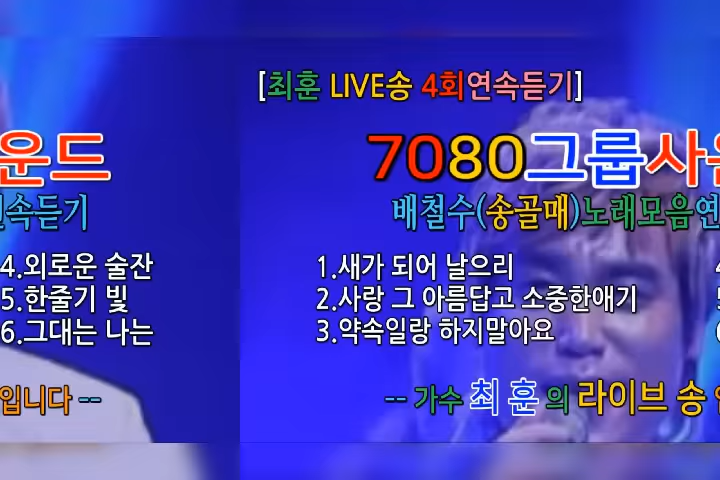 [최훈 LIVE송 4회연속듣기]
운드 7080그룹사운
연속듣기 배철수(송골매)노래모음연
4.외로운 술잔 1.새가 되어 날으리
5.한줄기 빛 2.사랑 그 아름답고 소중한얘기
6.그대는 나는 3.약속일랑 하지말아요
입니다 -- -- 가수 최 훈 의 라이브 송